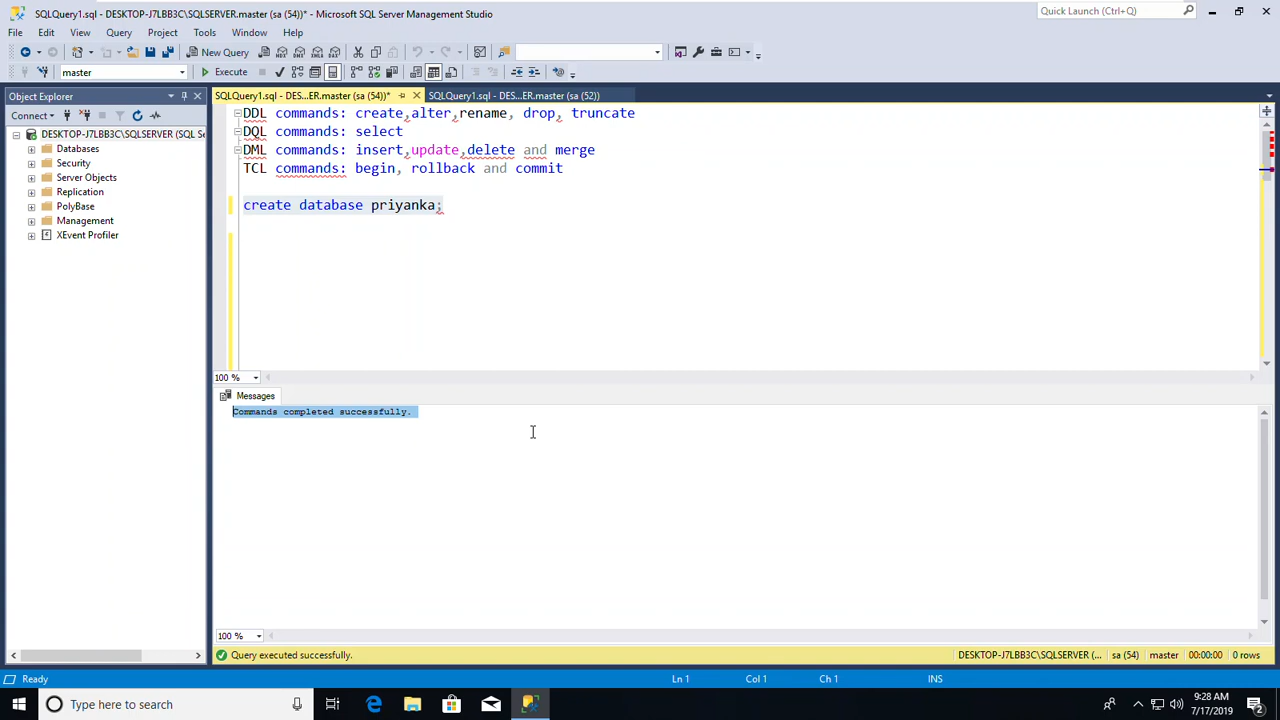 SQLQuery1.sql - DESKTOP-J7LBB3C\SQLSERVER.master (sa (54))* - Microsoft SQL Server Management Studio
Quick Launch (Ctrl+Q)
File Edit View Query Project Tools Window Help
New Query
master
Execute
Object Explorer
SQLQuery1.sql - DES...ER.master (sa (54))*
SQLQuery1.sql - DES...ER.master (sa (52))
Connect
DESKTOP-J7LBB3C\SQLSERVER (SQL Se
Databases
Security
Server Objects
Replication
PolyBase
Management
XEvent Profiler
DDL commands: create,alter,rename, drop, truncate
DQL commands: select
DML commands: insert,update,delete and merge
TCL commands: begin, rollback and commit
create database priyanka;
100 %
Messages
Commands completed successfully.
100 %
Query executed successfully.
DESKTOP-J7LBB3C\SQLSERVER (... sa (54) master 00:00:00 0 rows
Ready Ln 1 Col 1 Ch 1 INS
Type here to search
9:28 AM
7/17/2019
2